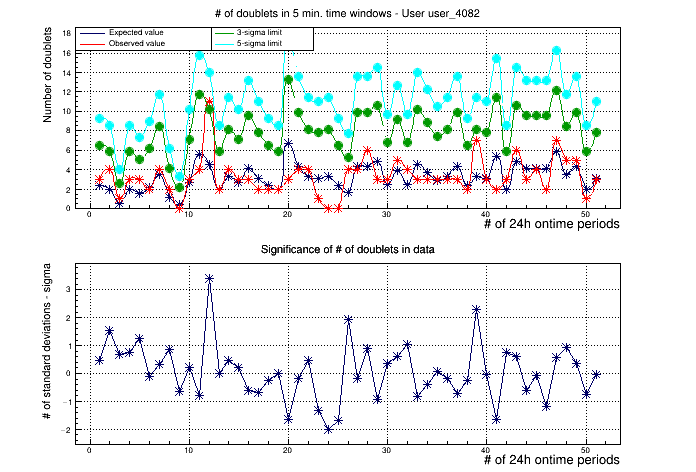 # of doublets in 5 min. time windows - User user_4082
Number of doublets
Expected value
Observed value
3-sigma limit
5-sigma limit
18
16
14
12
10
8
6
4
2
0
0 10 20 30 40 50
# of 24h ontime periods
Significance of # of doublets in data
# of standard deviations - sigma
3
2
1
0
−1
−2
0 10 20 30 40 50
# of 24h ontime periods